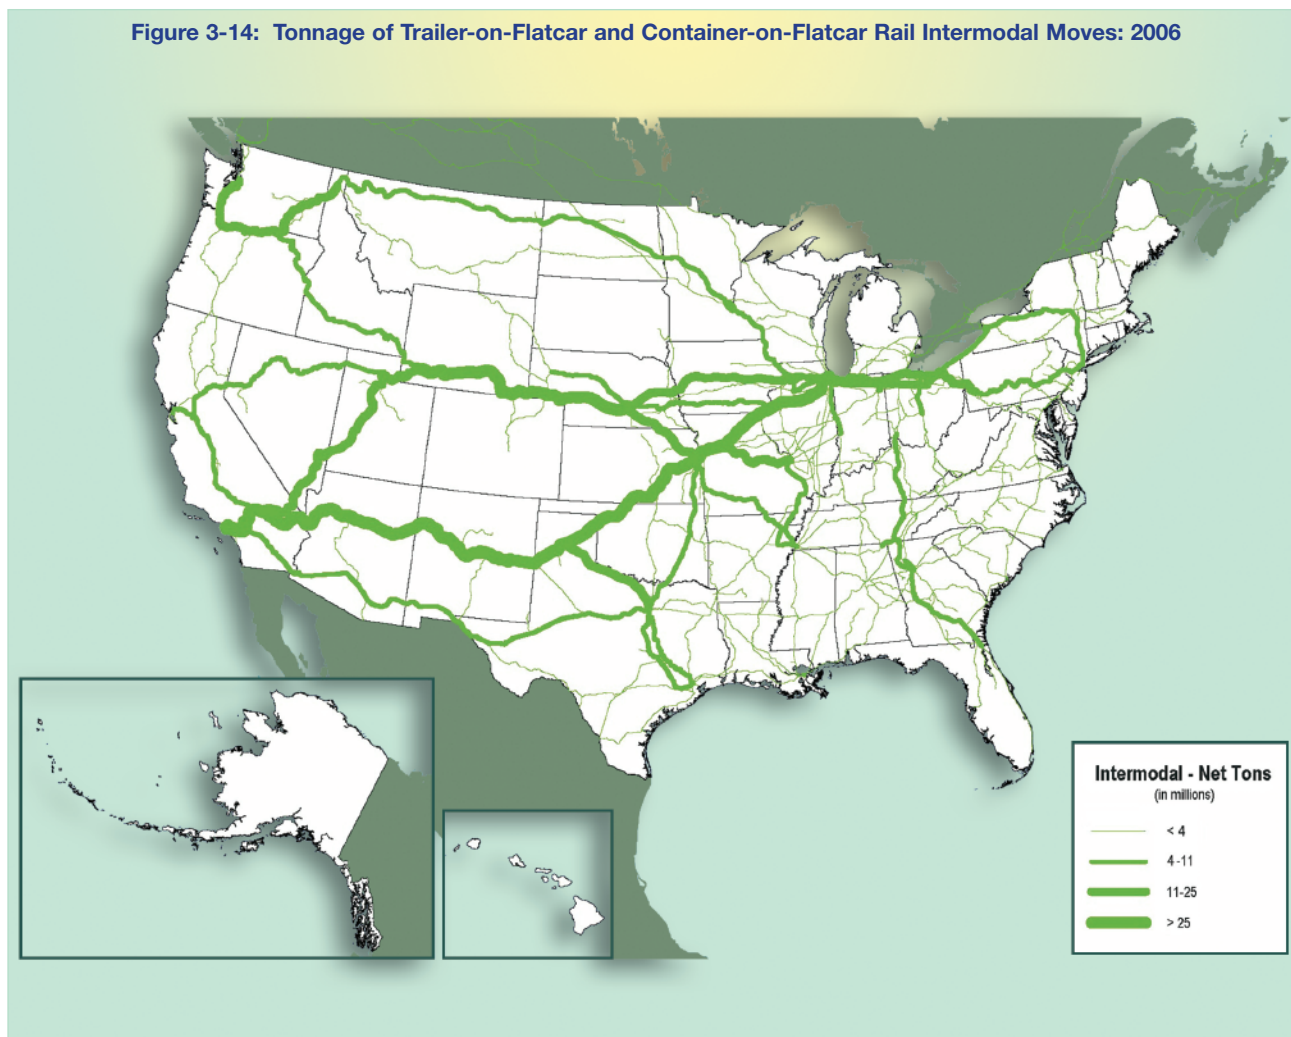 Figure 3-14: Tonnage of Trailer-on-Flatcar and Container-on-Flatcar Rail Intermodal Moves: 2006
Intermodal - Net Tons
(in millions)
< 4
4-11
11-25
> 25